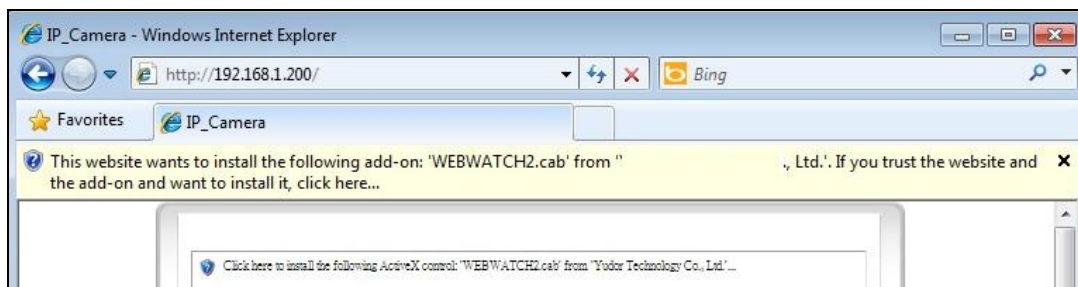 IP_Camera - Windows Internet Explorer
http://192.168.1.200/
Bing
Favorites
IP_Camera
This website wants to install the following add-on: 'WEBWATCH2.cab' from '' ., Ltd.'. If you trust the website and
the add-on and want to install it, click here...
Click here to install the following ActiveX control: 'WEBWATCH2.cab' from 'Yudor Technology Co., Ltd.'...